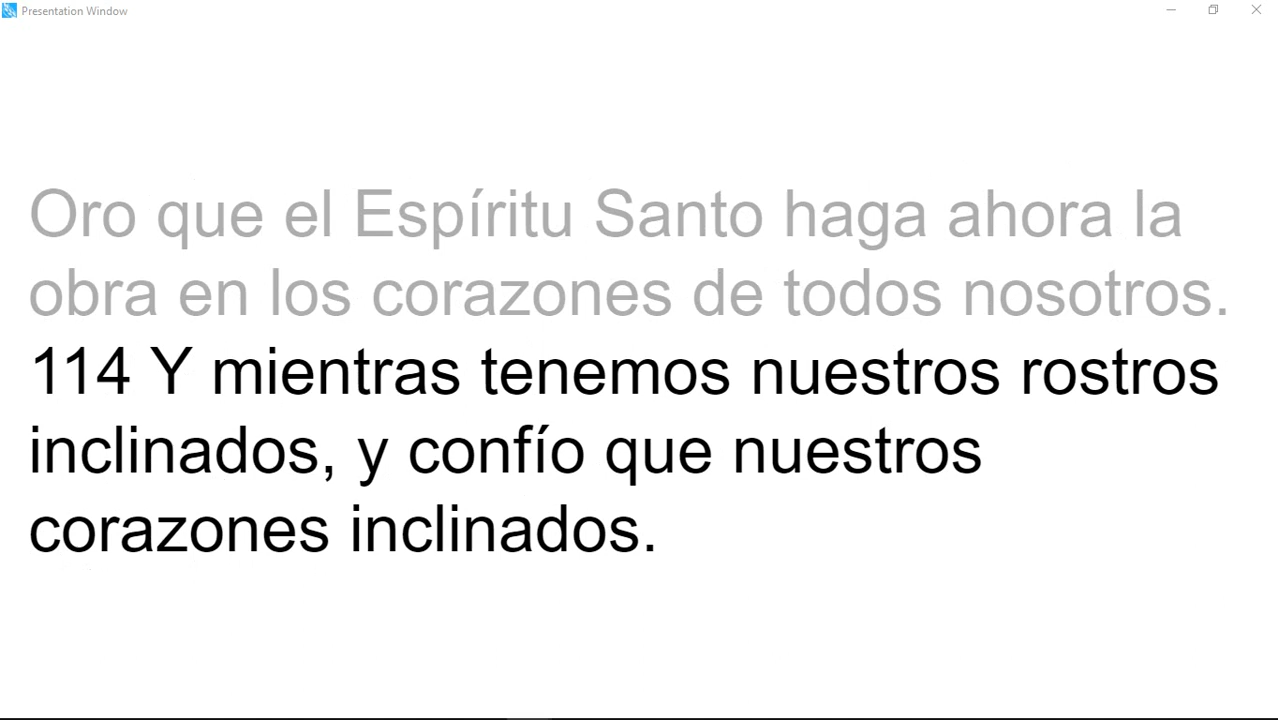 Presentation Window
Oro que el Espíritu Santo haga ahora la
obra en los corazones de todos nosotros.
114 Y mientras tenemos nuestros rostros
inclinados, y confío que nuestros
corazones inclinados.